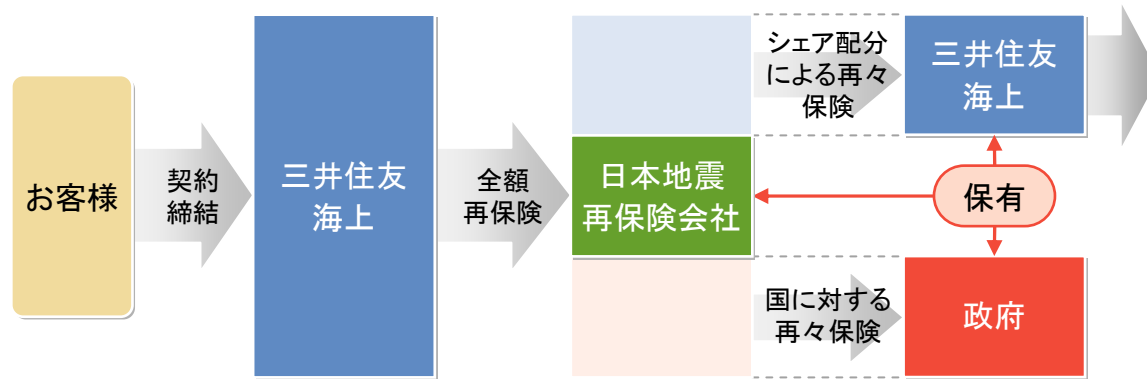 お客様
契約
締結
三井住友
海上
全額
再保険
日本地震
再保険会社
シェア配分
による再々
保険
三井住友
海上
保有
国に対する
再々保険
政府